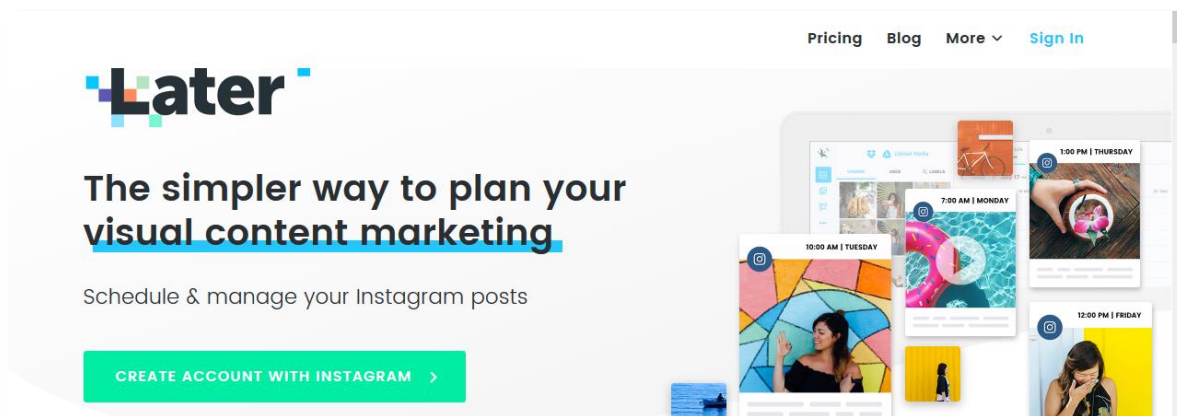 Pricing Blog More Sign In
Later
The simpler way to plan your
visual content marketing
Schedule & manage your Instagram posts
CREATE ACCOUNT WITH INSTAGRAM
Upload Media
LABELS
1:00 PM | THURSDAY
7:00 AM | MONDAY
10:00 AM | TUESDAY
12:00 PM | FRIDAY